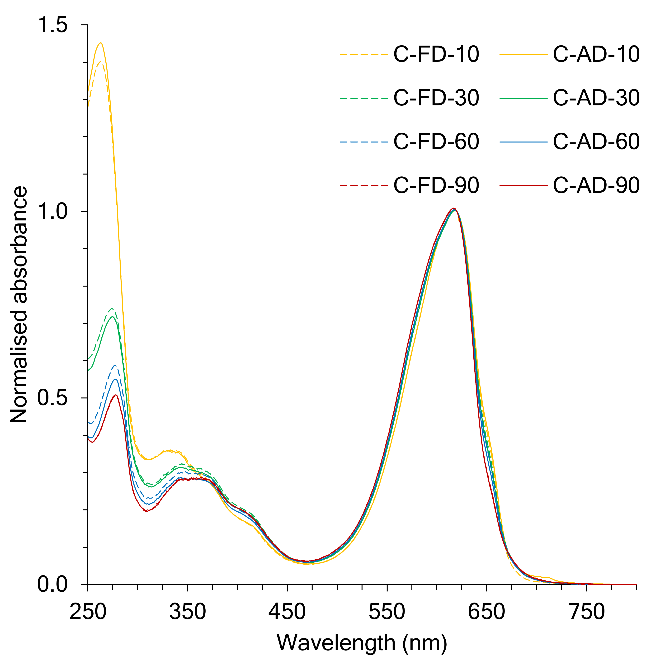 1.5
C-FD-10 C-AD-10
C-FD-30 C-AD-30
C-FD-60 C-AD-60
C-FD-90 C-AD-90
1.0
Normalised absorbance
0.5
0.0
250 350 450 550 650 750
Wavelength (nm)